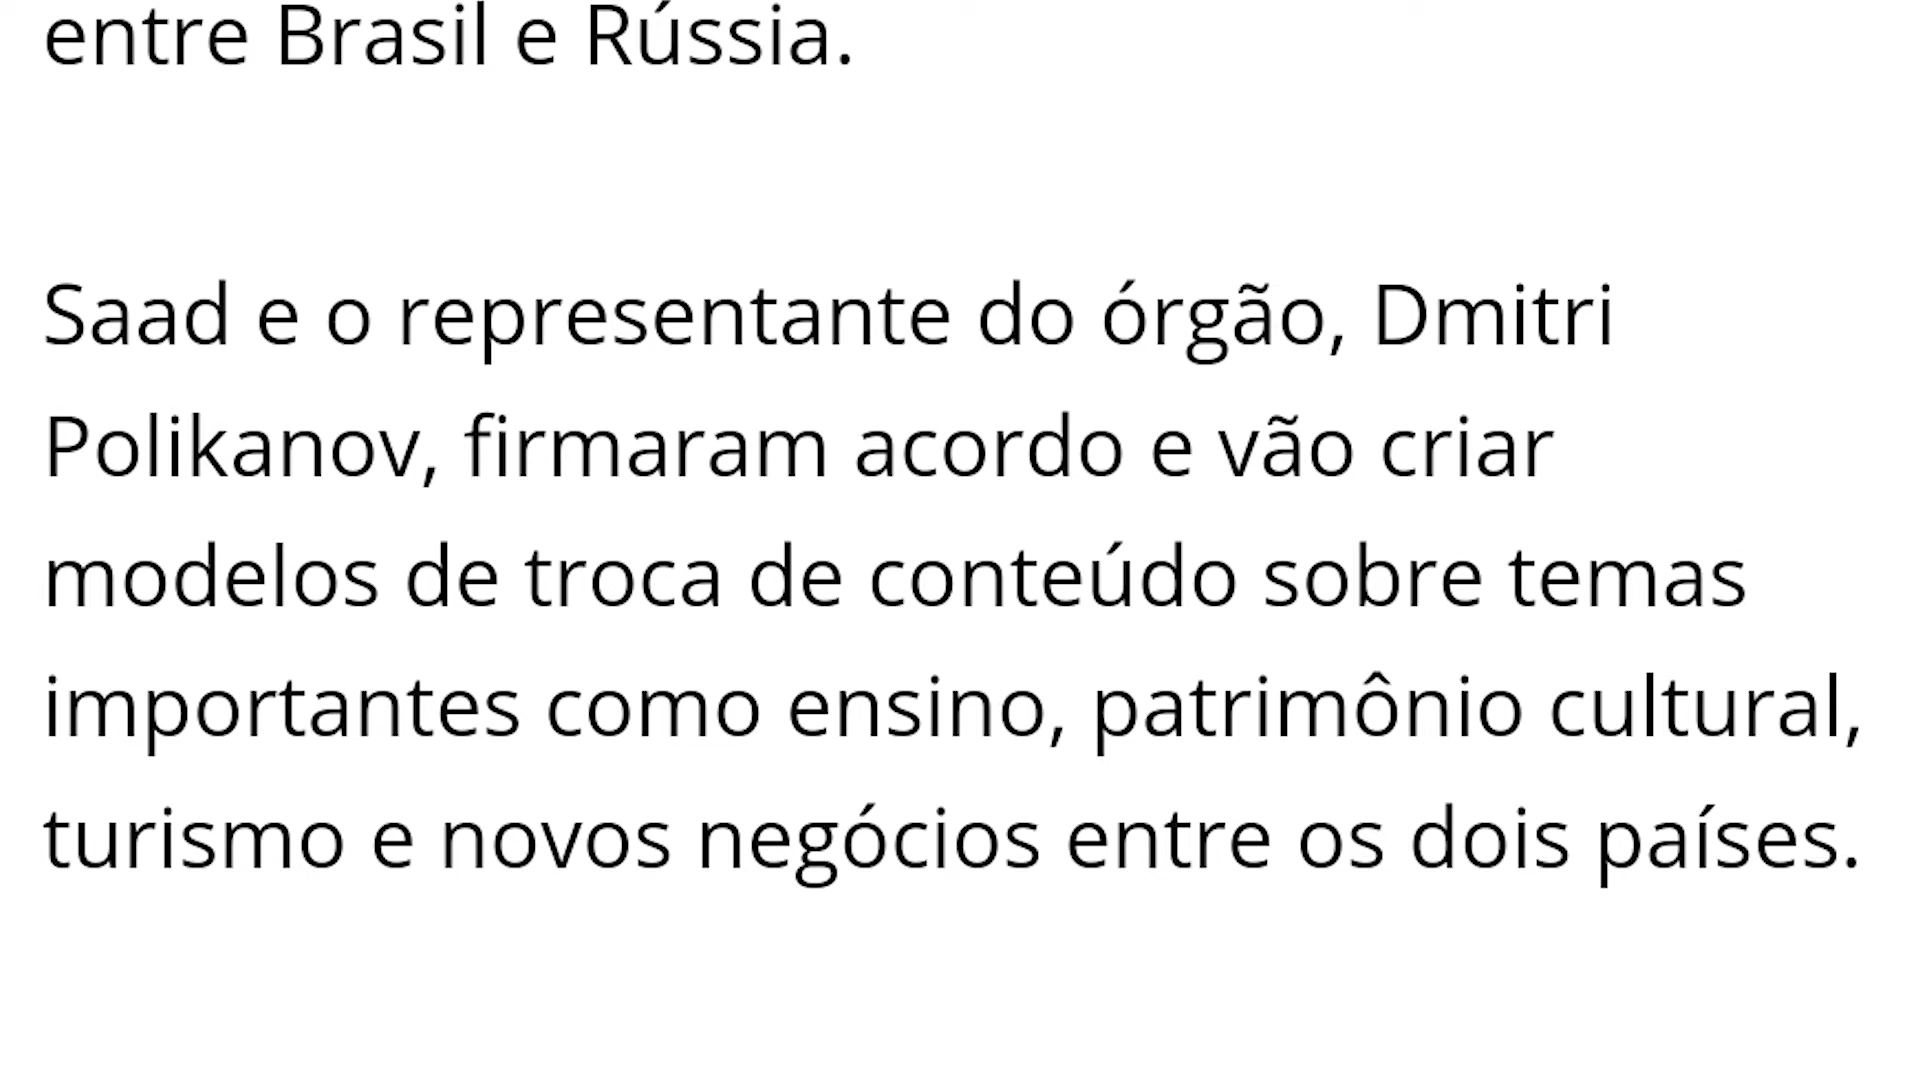 entre Brasil e Rússia.
Saad e o representante do órgão, Dmitri
Polikanov, firmaram acordo e vão criar
modelos de troca de conteúdo sobre temas
importantes como ensino, patrimônio cultural,
turismo e novos negócios entre os dois países.